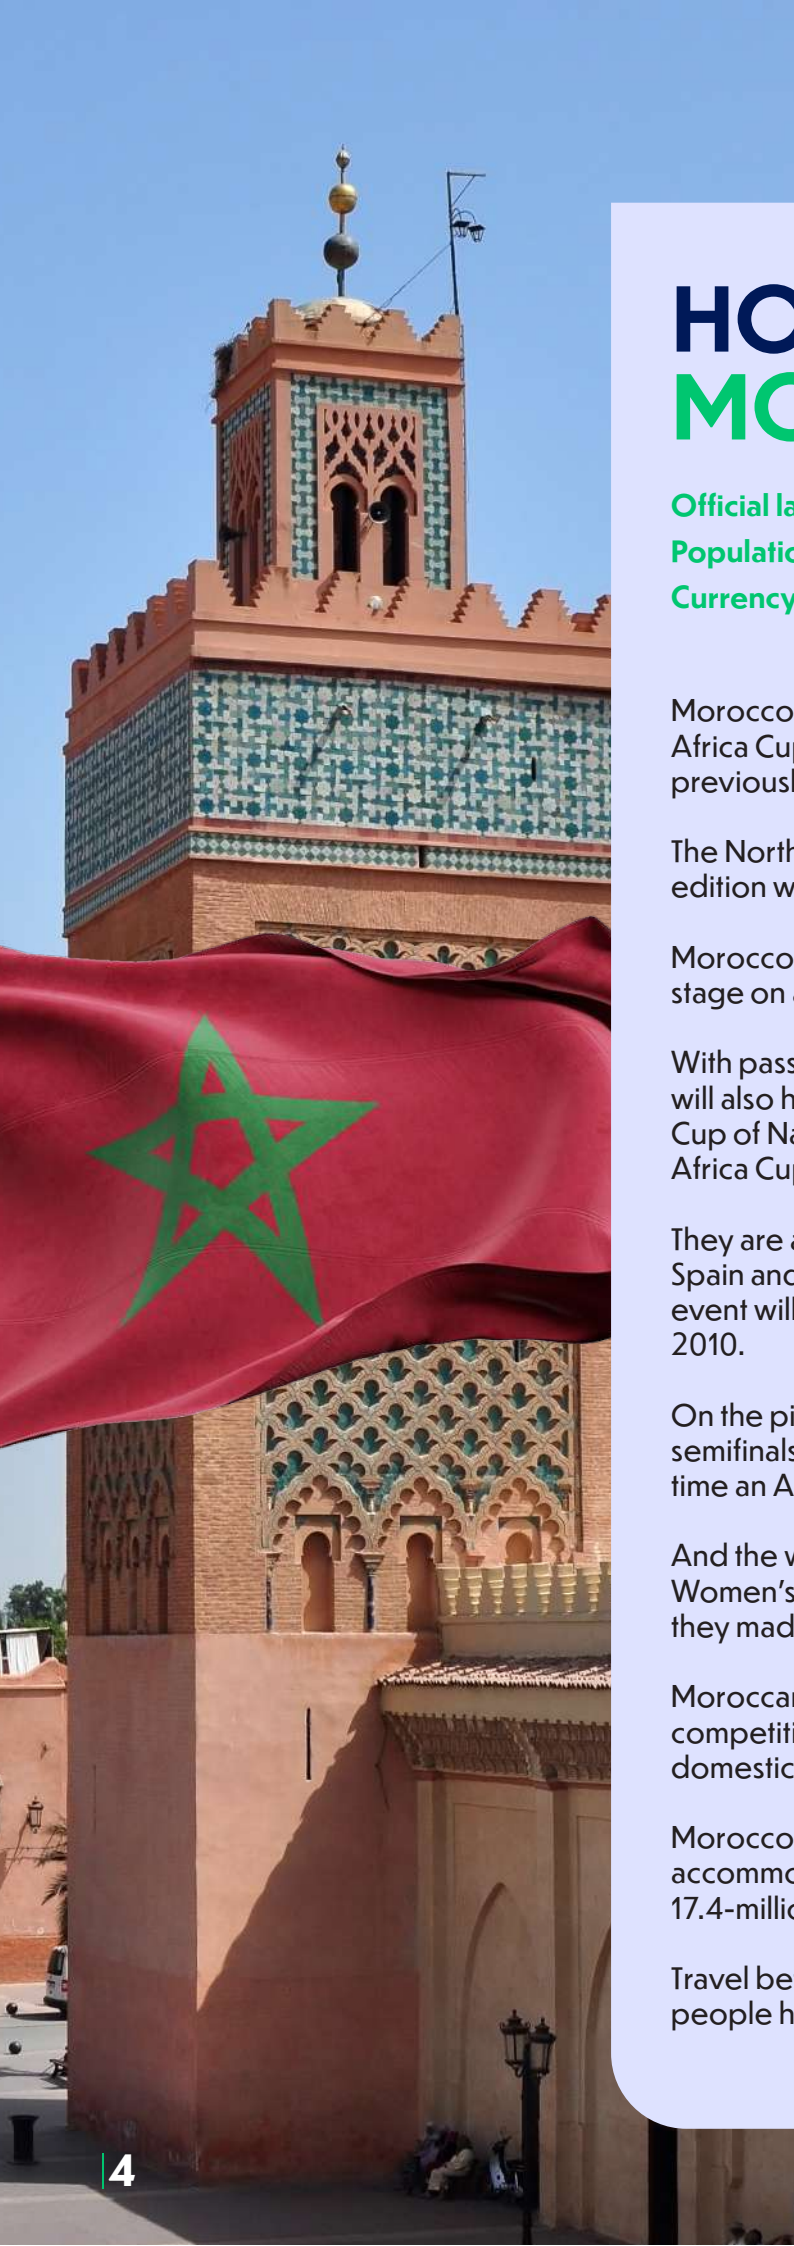 HO
MO
Official la
Populatio
Currency
Morocco
Africa Cu
previousl
The North
edition w
Morocco
stage on
With pass
will also h
Cup of Na
Africa Cu
They are a
Spain and
event will
2010.
On the pi
semifinals
time an A
And the w
Women's
they mad
Moroccan
competiti
domestic
Morocco
accommo
17.4-millio
Travel be
people h
|4